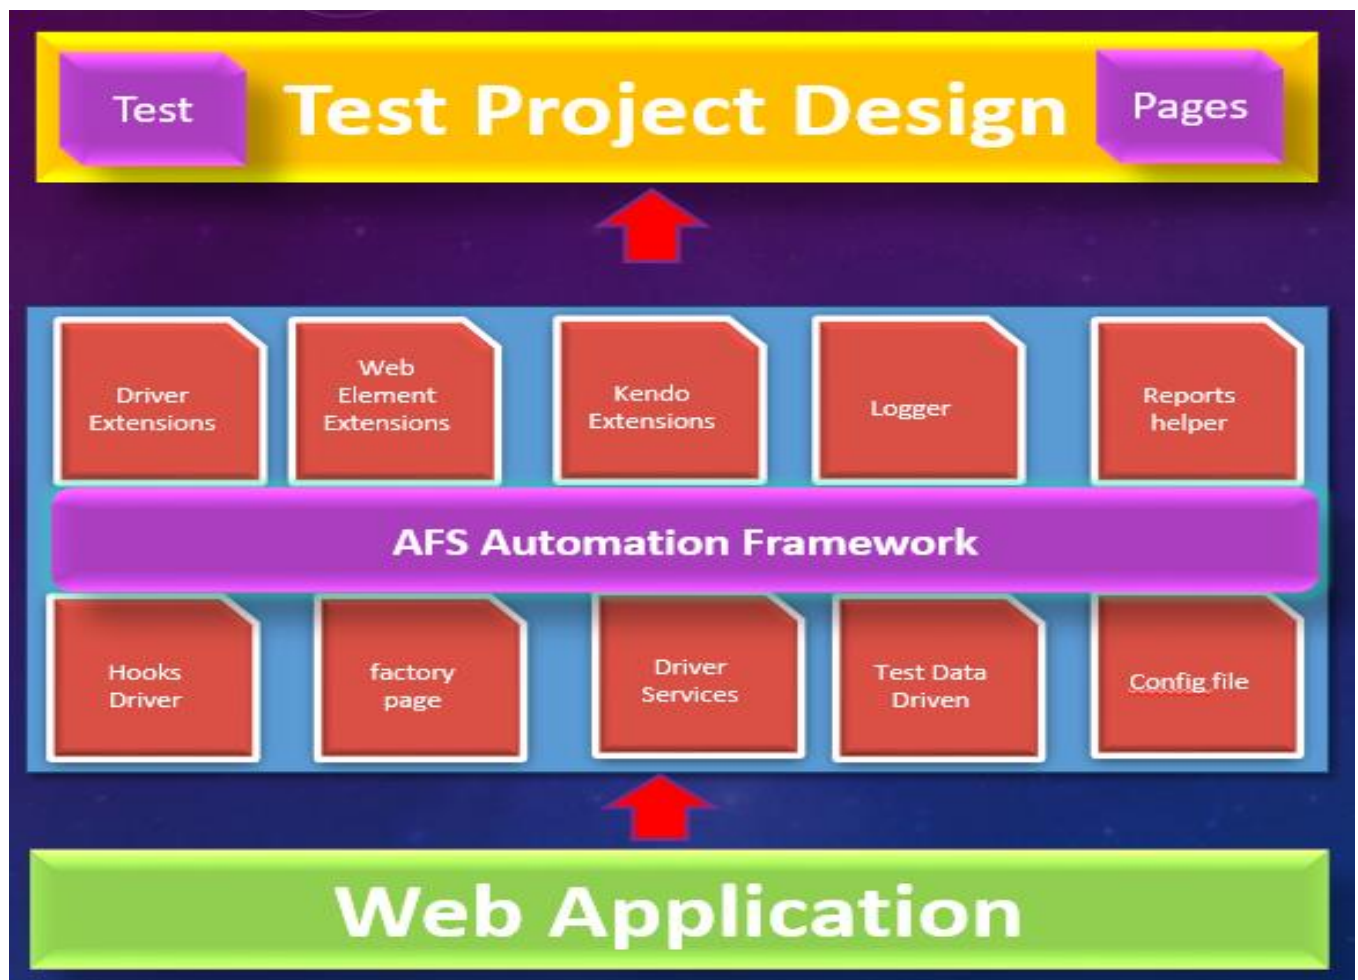 Test
Test Project Design
Pages
Driver
Extensions
Web
Element
Extensions
Kendo
Extensions
Logger
Reports
helper
AFS Automation Framework
Hooks
Driver
factory
page
Driver
Services
Test Data
Driven
Config file
Web Application